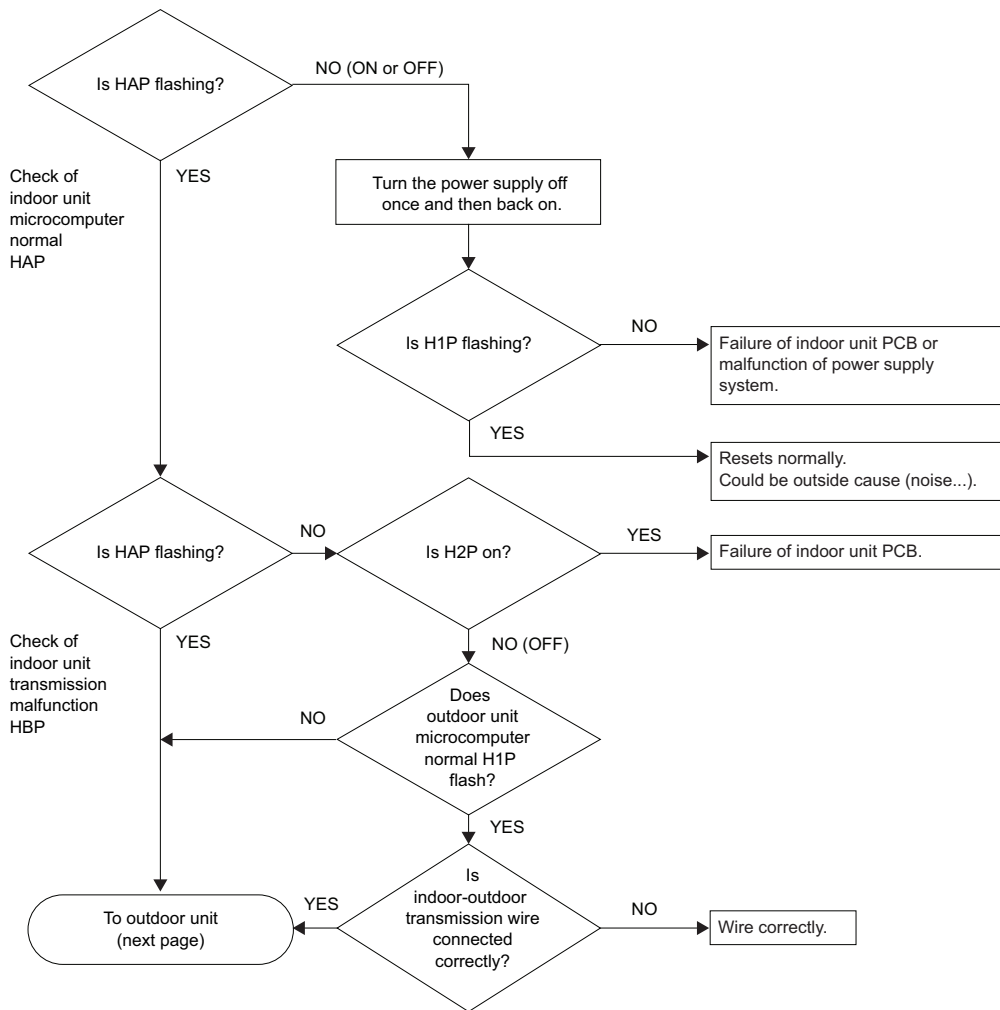 Is HAP flashing?
NO (ON or OFF)
Check of
indoor unit
microcomputer
normal
HAP
YES
Turn the power supply off
once and then back on.
Is H1P flashing?
NO
Failure of indoor unit PCB or
malfunction of power supply
system.
YES
Resets normally.
Could be outside cause (noise...).
Is HAP flashing?
NO
Is H2P on?
YES
Failure of indoor unit PCB.
Check of
indoor unit
transmission
malfunction
HBP
YES
NO (OFF)
Does
outdoor unit
microcomputer
normal H1P
flash?
NO
YES
Is
indoor-outdoor
transmission wire
connected
correctly?
YES
NO
Wire correctly.
To outdoor unit
(next page)